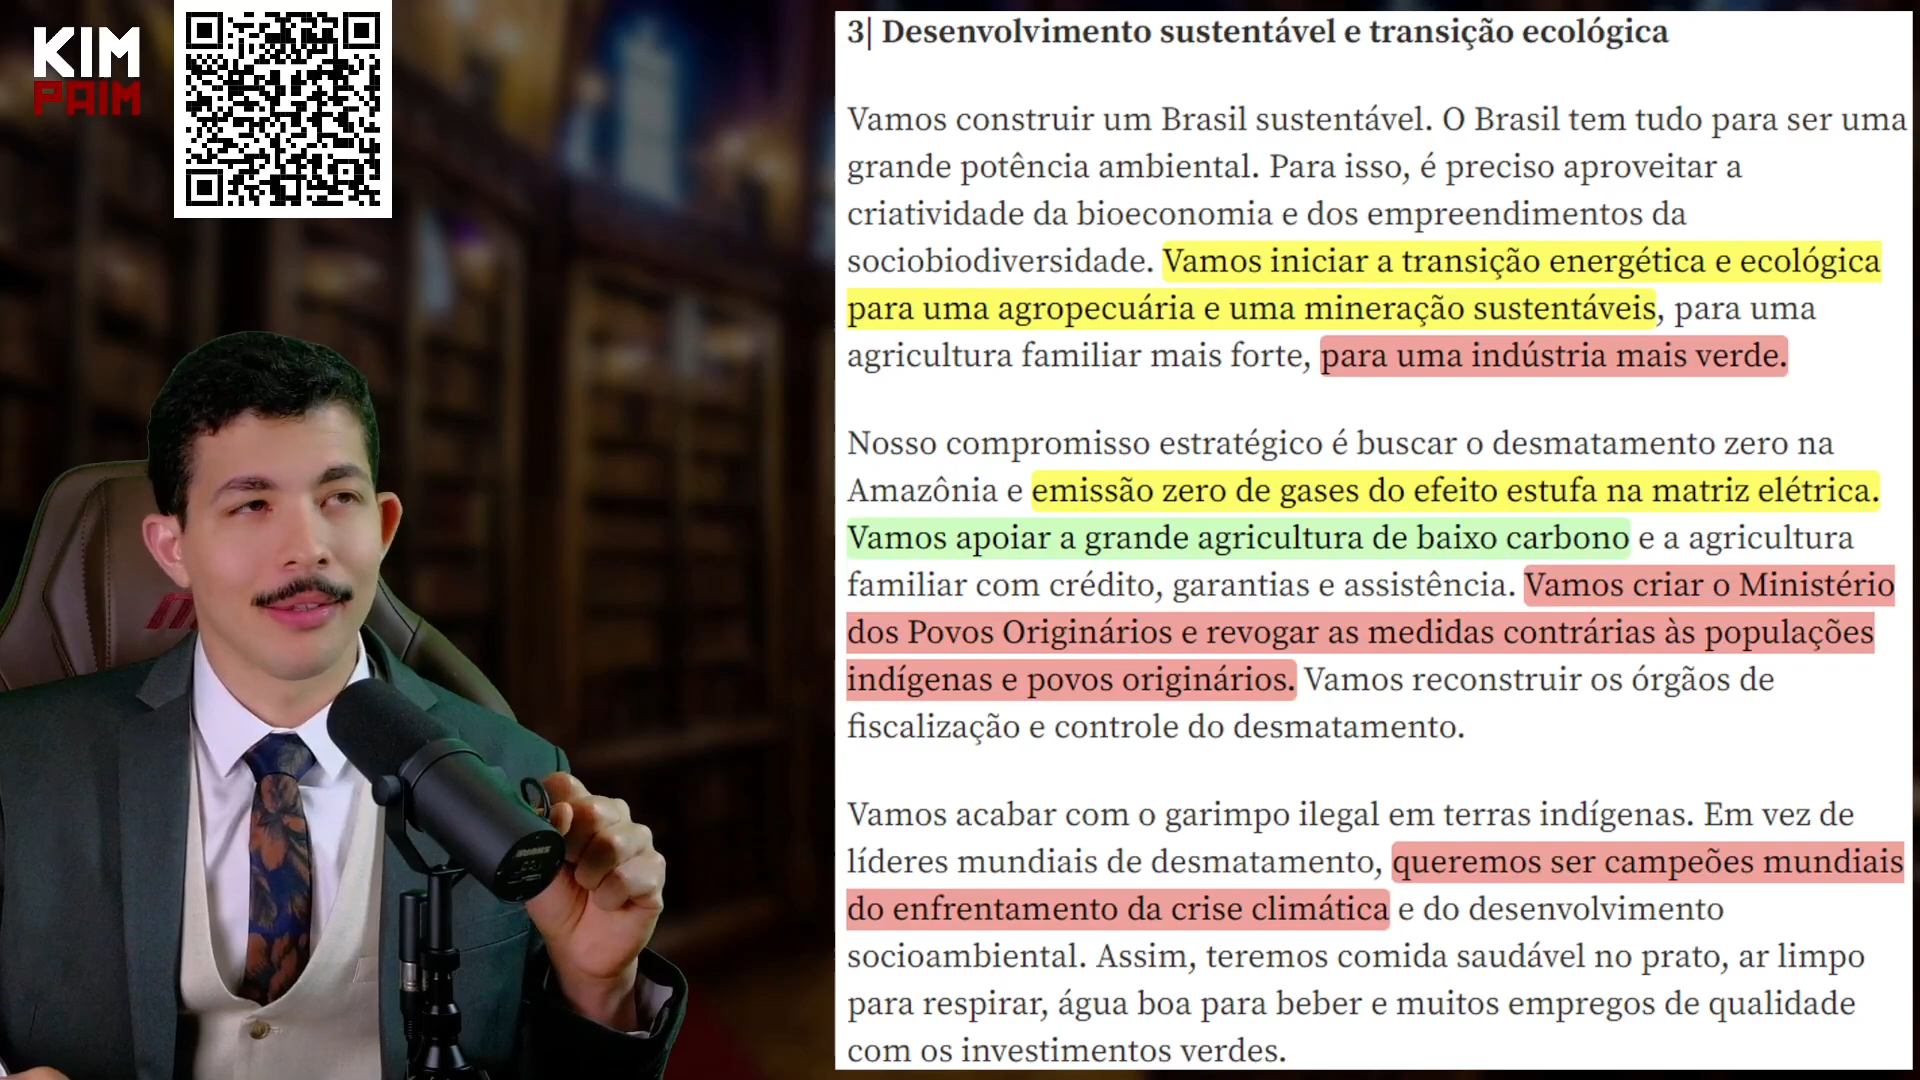 KIM
PAIM
3| Desenvolvimento sustentável e transição ecológica
Vamos construir um Brasil sustentável. O Brasil tem tudo para ser uma
grande potência ambiental. Para isso, é preciso aproveitar a
criatividade da bioeconomia e dos empreendimentos da
sociobiodiversidade. Vamos iniciar a transição energética e ecológica
para uma agropecuária e uma mineração sustentáveis, para uma
agricultura familiar mais forte, para uma indústria mais verde.
Nosso compromisso estratégico é buscar o desmatamento zero na
Amazônia e emissão zero de gases do efeito estufa na matriz elétrica.
Vamos apoiar a grande agricultura de baixo carbono e a agricultura
familiar com crédito, garantias e assistência. Vamos criar o Ministério
dos Povos Originários e revogar as medidas contrárias às populações
indígenas e povos originários. Vamos reconstruir os órgãos de
fiscalização e controle do desmatamento.
Vamos acabar com o garimpo ilegal em terras indígenas. Em vez de
líderes mundiais de desmatamento, queremos ser campeões mundiais
do enfrentamento da crise climática e do desenvolvimento
socioambiental. Assim, teremos comida saudável no prato, ar limpo
para respirar, água boa para beber e muitos empregos de qualidade
com os investimentos verdes.